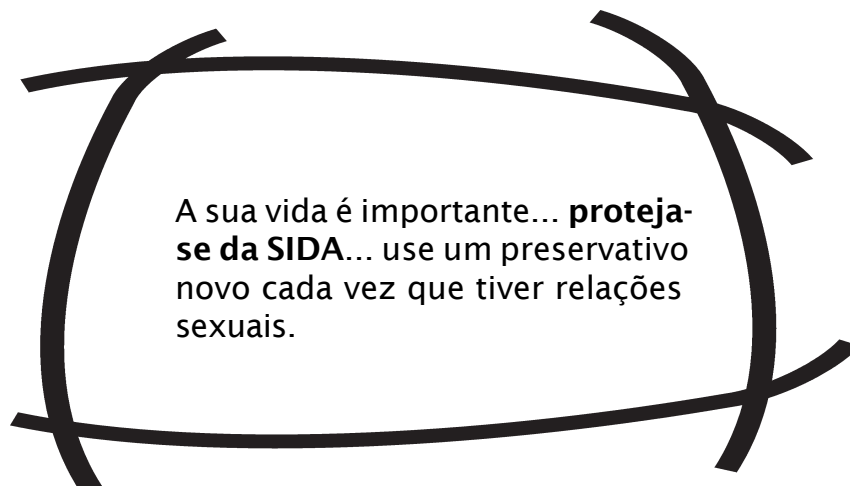 A sua vida é importante... proteja-
se da SIDA... use um preservativo
novo cada vez que tiver relações
sexuais.